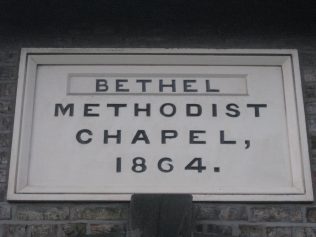 BETHEL
METHODIST
CHAPEL,
1864.